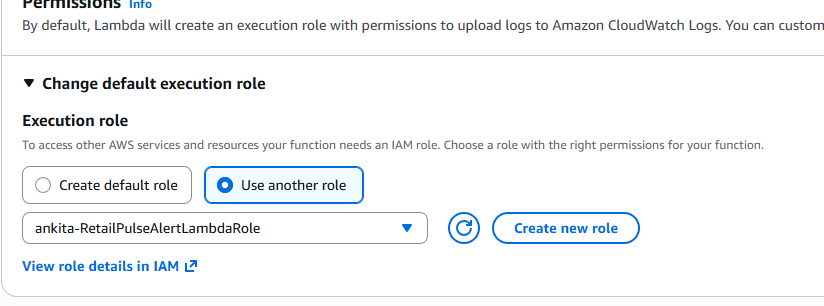 Permissions Info
By default, Lambda will create an execution role with permissions to upload logs to Amazon CloudWatch Logs. You can custom
Change default execution role
Execution role
To access other AWS services and resources your function needs an IAM role. Choose a role with the right permissions for your function.
Create default role
Use another role
ankita-RetailPulseAlertLambdaRole
Create new role
View role details in IAM